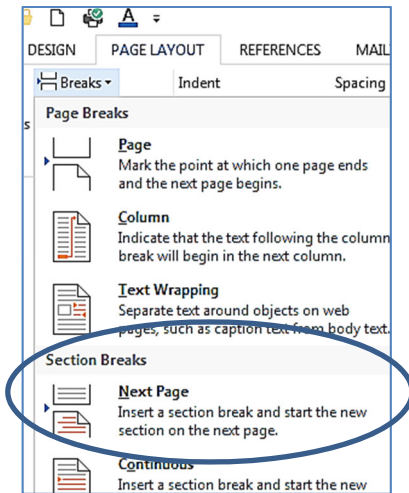 DESIGN PAGE LAYOUT REFERENCES MAIL
Breaks Indent Spacing
s
Page Breaks
Page
Mark the point at which one page ends
and the next page begins.
Column
Indicate that the text following the column
break will begin in the next column.
Text Wrapping
Separate text around objects on web
pages, such as caption text from body text.
Section Breaks
Next Page
Insert a section break and start the new
section on the next page.
Continuous
Insert a section break and start the new